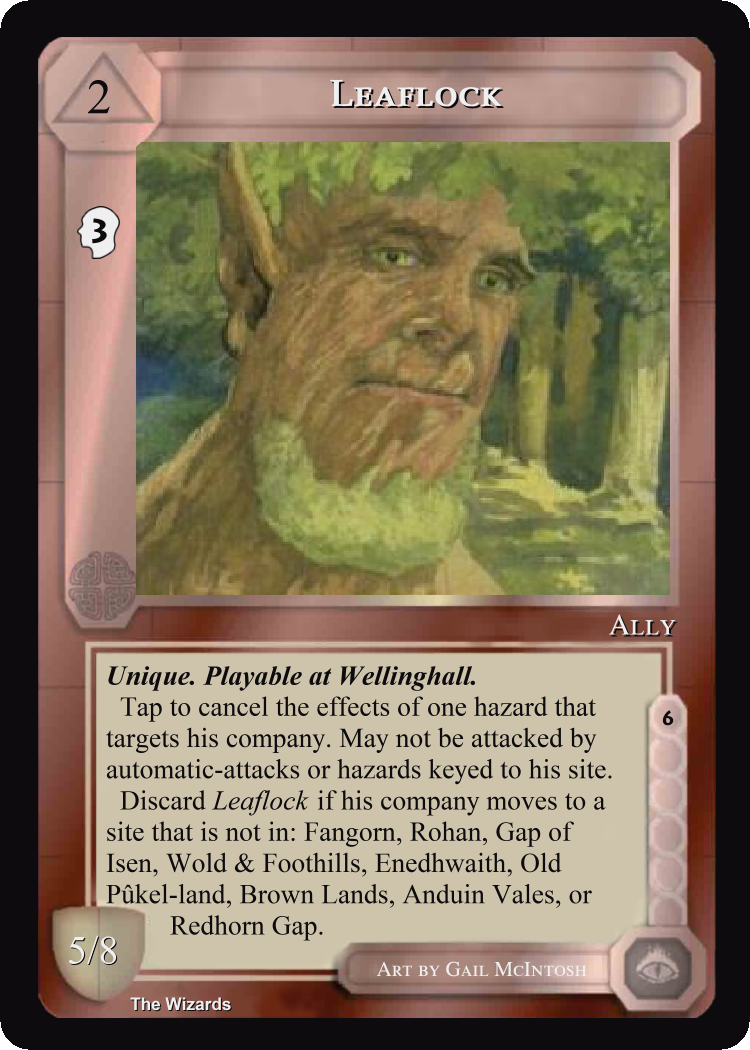 2
Leaflock
3
Ally
Unique. Playable at Wellinghall.
Tap to cancel the effects of one hazard that
targets his company. May not be attacked by
automatic-attacks or hazards keyed to his site.
Discard Leaflock if his company moves to a
site that is not in: Fangorn, Rohan, Gap of
Isen, Wold & Foothills, Enedhwaith, Old
Pûkel-land, Brown Lands, Anduin Vales, or
Redhorn Gap.
6
5/8
Art by Gail McIntosh
The Wizards